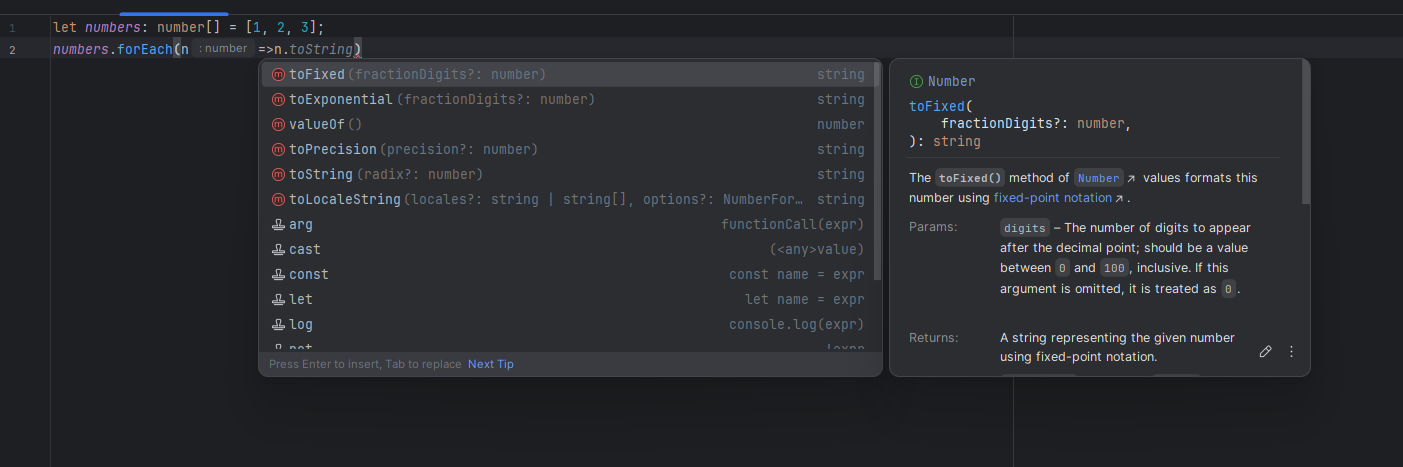 1 let numbers: number[] = [1, 2, 3];
2 numbers.forEach(n : number =>n.toString)
toFixed(fractionDigits?: number) string
toExponential(fractionDigits?: number) string
valueOf() number
toPrecision(precision?: number) string
toString(radix?: number) string
toLocaleString(locales?: string | string[], options?: NumberFor… string
arg functionCall(expr)
cast (<any>value)
const const name = expr
let let name = expr
log console.log(expr)
not !expr
Press Enter to insert, Tab to replace Next Tip
Number
toFixed(
fractionDigits?: number,
): string
The toFixed() method of Number↗ values formats this
number using fixed-point notation↗.
Params: digits – The number of digits to appear
after the decimal point; should be a value
between 0 and 100, inclusive. If this
argument is omitted, it is treated as 0.
Returns: A string representing the given number
using fixed-point notation.